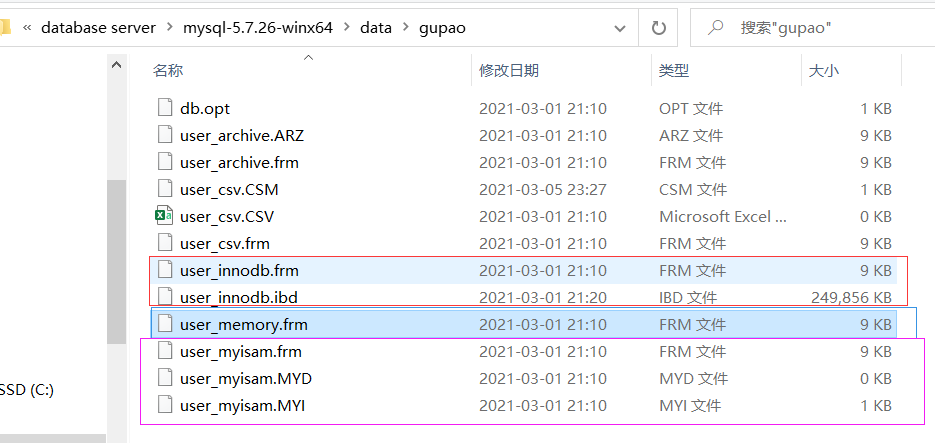 « database server › mysql-5.7.26-winx64 › data › gupao 搜索"gupao"
名称 修改日期 类型 大小
db.opt 2021-03-01 21:10 OPT 文件 1 KB
user_archive.ARZ 2021-03-01 21:10 ARZ 文件 9 KB
user_archive.frm 2021-03-01 21:10 FRM 文件 9 KB
user_csv.CSM 2021-03-05 23:27 CSM 文件 1 KB
user_csv.CSV 2021-03-01 21:10 Microsoft Excel ... 0 KB
user_csv.frm 2021-03-01 21:10 FRM 文件 9 KB
user_innodb.frm 2021-03-01 21:10 FRM 文件 9 KB
user_innodb.ibd 2021-03-01 21:20 IBD 文件 249,856 KB
user_memory.frm 2021-03-01 21:10 FRM 文件 9 KB
user_myisam.frm 2021-03-01 21:10 FRM 文件 9 KB
user_myisam.MYD 2021-03-01 21:10 MYD 文件 0 KB
SSD (C:)
user_myisam.MYI 2021-03-01 21:10 MYI 文件 1 KB